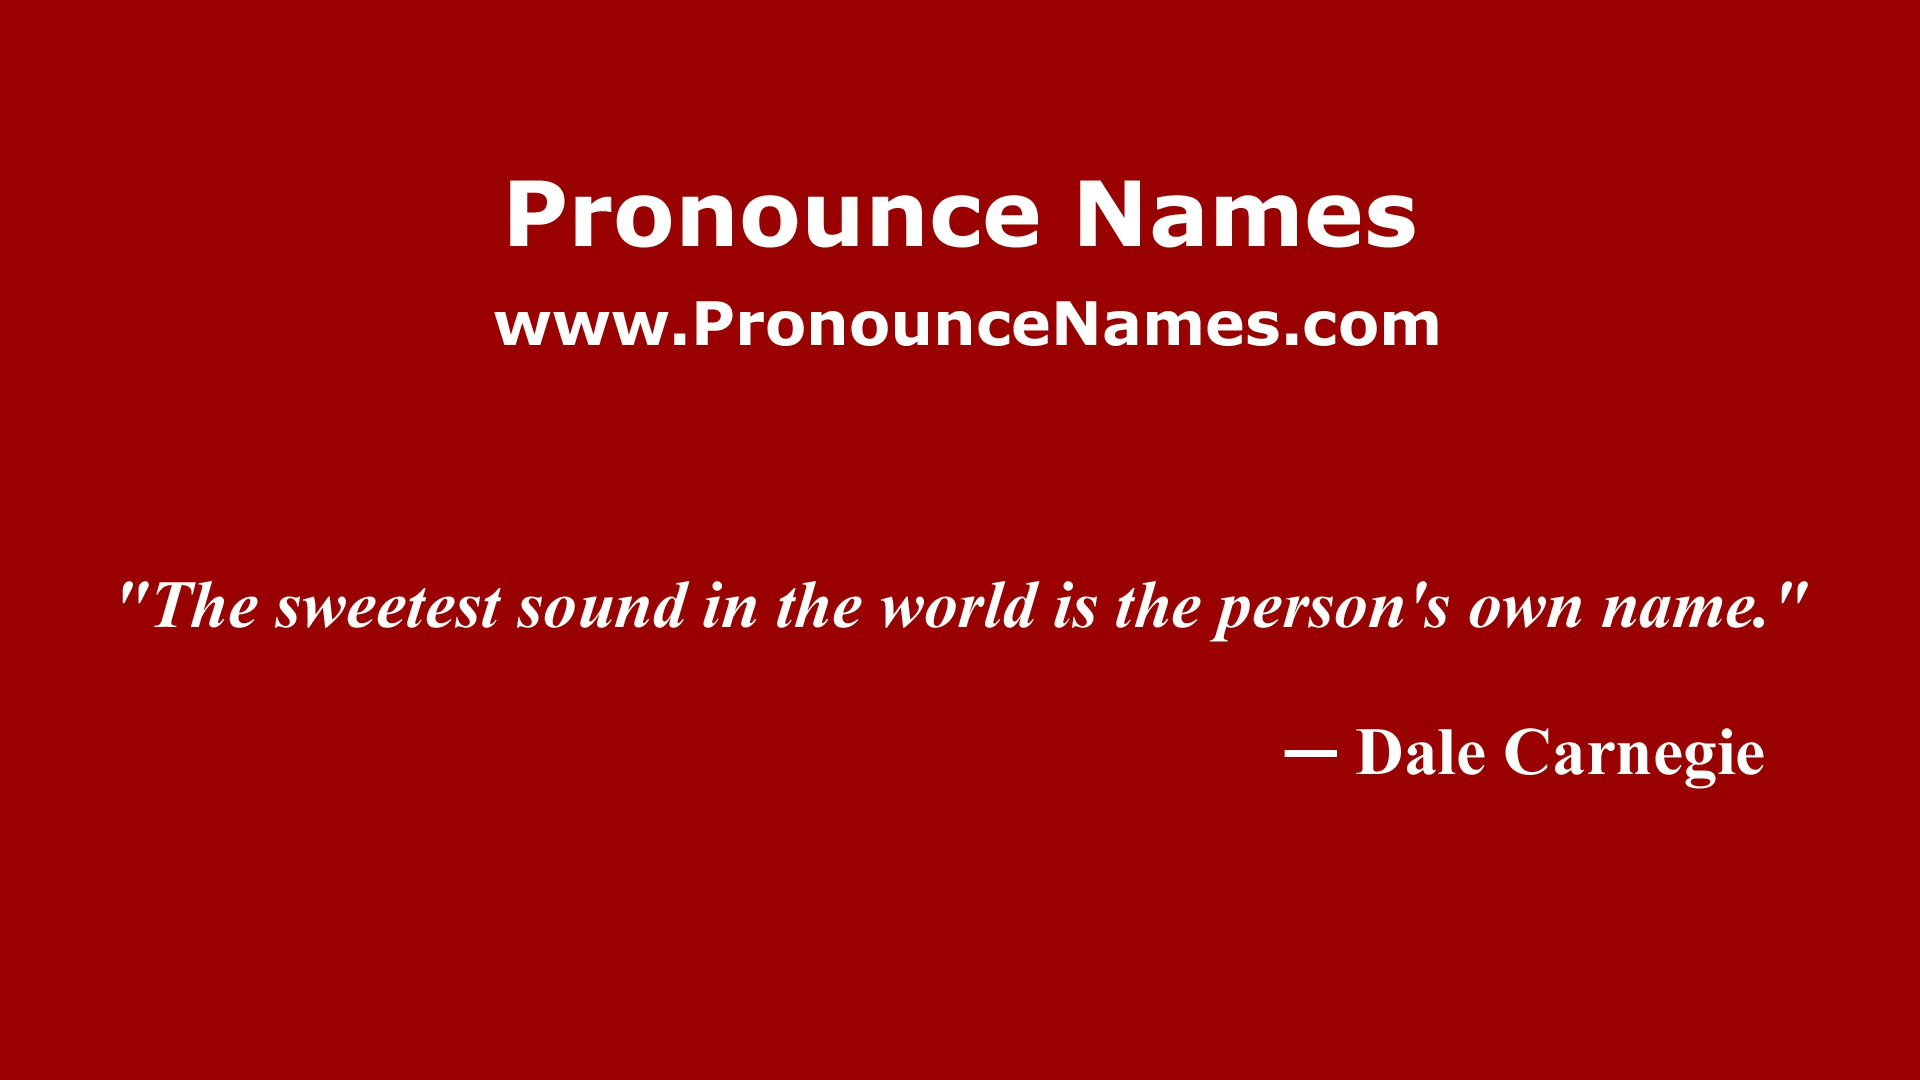 Pronounce Names
www.PronounceNames.com
"The sweetest sound in the world is the person's own name."
— Dale Carnegie